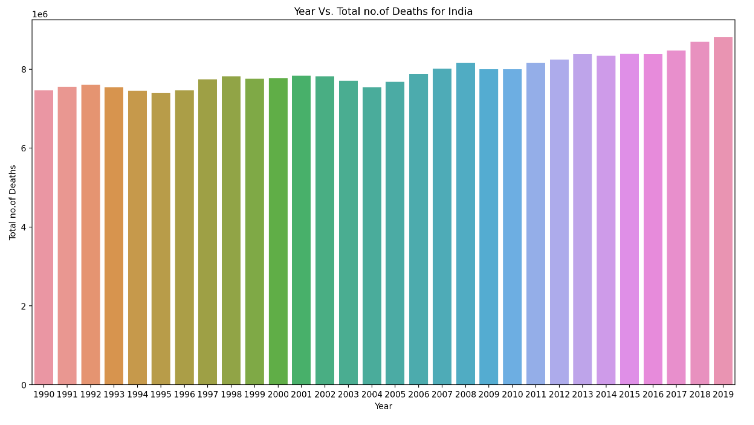 Year Vs. Total no.of Deaths for India
1e6
8
6
4
2
0
Total no.of Deaths
1990 1991 1992 1993 1994 1995 1996 1997 1998 1999 2000 2001 2002 2003 2004 2005 2006 2007 2008 2009 2010 2011 2012 2013 2014 2015 2016 2017 2018 2019
Year